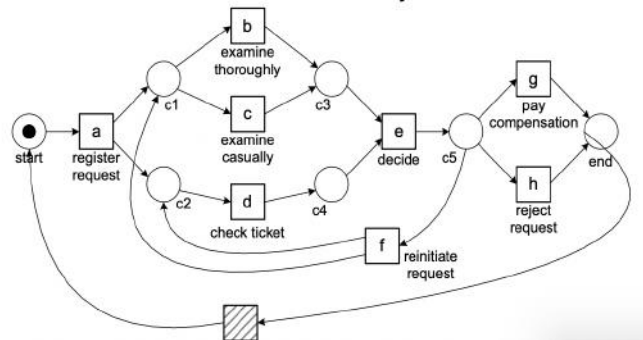 b
examine
thoroughly
c1
c3
c
examine
casually
start
a
register
request
c2
d
check ticket
c4
e
decide
c5
g
pay
compensation
end
h
reject
request
f
reinitiate
request